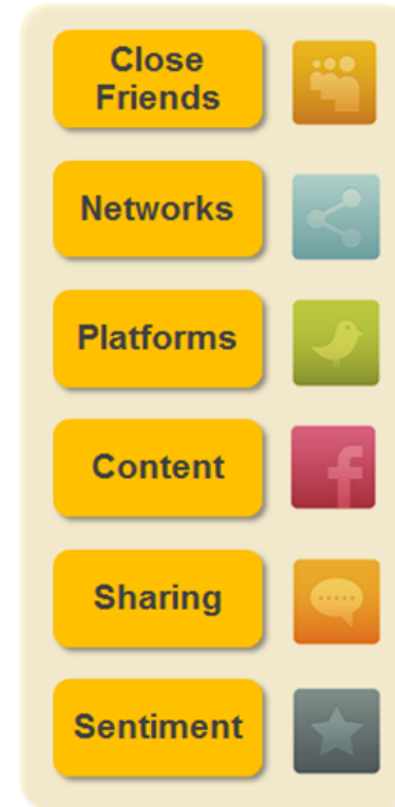 Close
Friends
Networks
Platforms
Content
Sharing
Sentiment